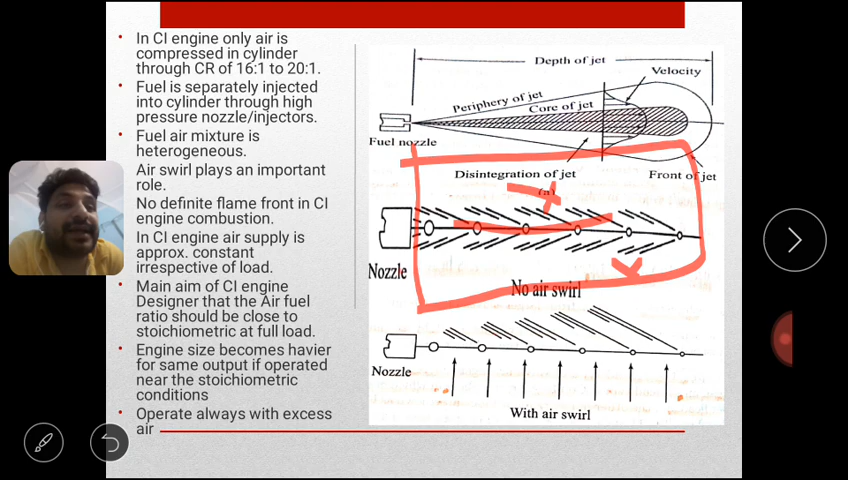 In CI engine only air is
compressed in cylinder
through CR of 16:1 to 20:1.
Fuel is separately injected
into cylinder through high
pressure nozzle/injectors.
Fuel air mixture is
heterogeneous.
Air swirl plays an important
role.
No definite flame front in CI
engine combustion.
In CI engine air supply is
approx. constant
irrespective of load.
Main aim of CI engine
Designer that the Air fuel
ratio should be close to
stoichiometric at full load.
Engine size becomes havier
for same output if operated
near the stoichiometric
conditions
Operate always with excess
air
Depth of jet
Velocity
Periphery of jet
Core of jet
Fuel nozzle
Disintegration of jet
Front of jet
(a)
Nozzle
No air swirl
Nozzle
With air swirl